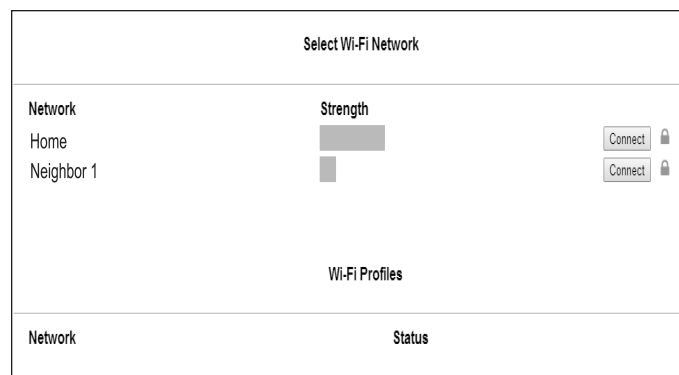 Select Wi-Fi Network
Network Strength
Home Connect
Neighbor 1 Connect
Wi-Fi Profiles
Network Status